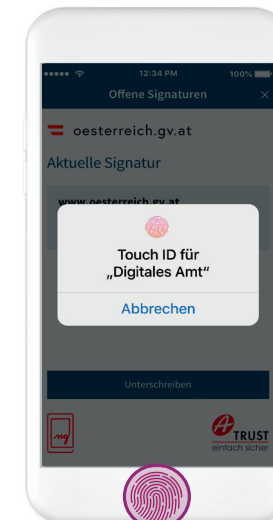 12:34 PM 100%
Offene Signaturen ×
oesterreich.gv.at
Aktuelle Signatur
www.oesterreich.gv.at
Touch ID für
„Digitales Amt“
Abbrechen
Unterschreiben
A TRUST
einfach sicher